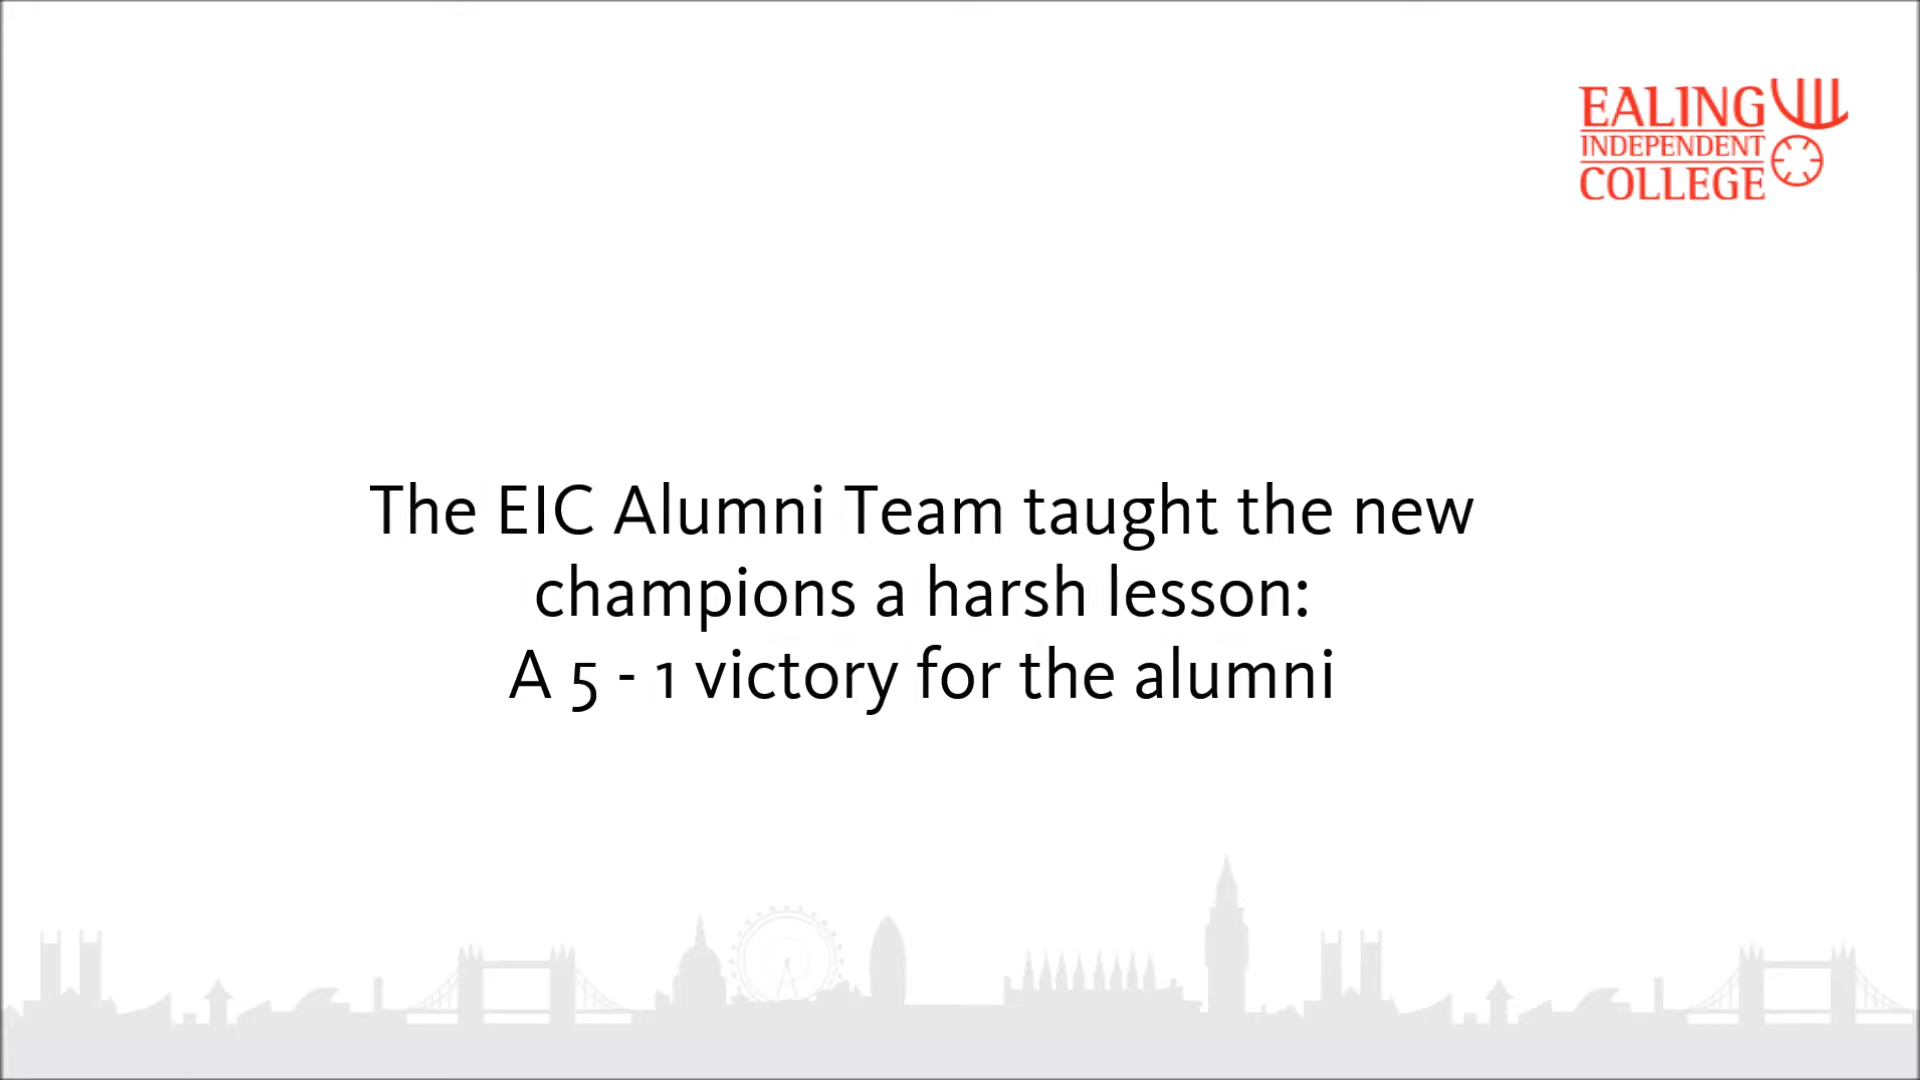 EALING
INDEPENDENT
COLLEGE
The EIC Alumni Team taught the new
champions a harsh lesson:
A 5 - 1 victory for the alumni